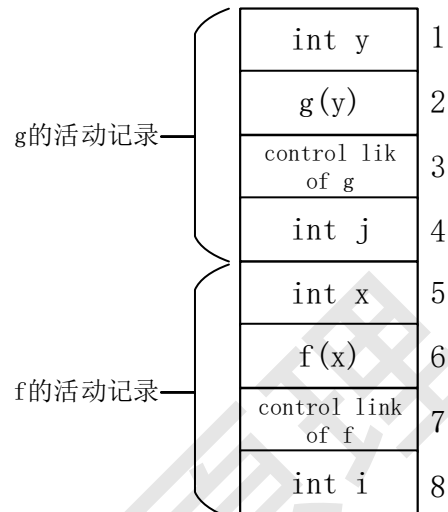 int y 1
g(y) 2
g的活动记录
control lik
of g 3
int j 4
int x 5
f(x) 6
f的活动记录
control link
of f 7
int i 8
理